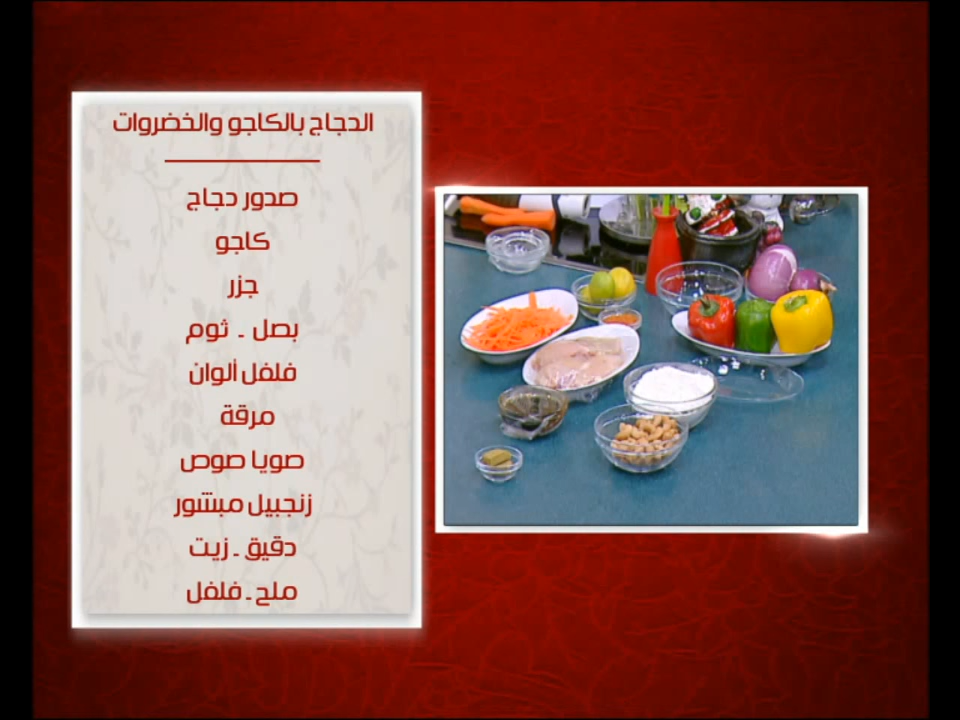 الدجاج بالكاجو والخضروات
صدور دجاج
كاجو
جزر
بصل - ثوم
فلفل ألوان
مرقة
صويا صوص
زنجبيل مبشور
دقيق - زيت
ملح - فلفل